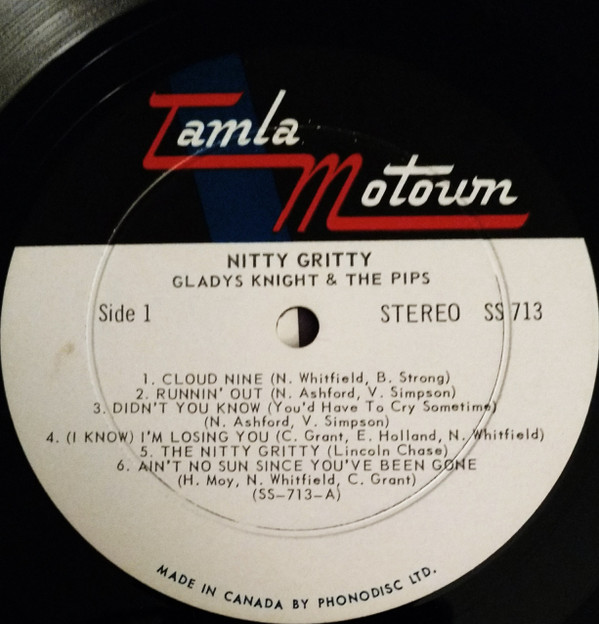 Tamla
Motown
NITTY GRITTY
GLADYS KNIGHT & THE PIPS
Side 1
STEREO SS 713
1. CLOUD NINE (N. Whitfield, B. Strong)
2. RUNNIN' OUT (N. Ashford, V. Simpson)
3. DIDN'T YOU KNOW (You'd Have To Cry Sometime)
(N. Ashford, V. Simpson)
4. (I KNOW) I'M LOSING YOU (C. Grant, E. Holland, N. Whitfield)
5. THE NITTY GRITTY (Lincoln Chase)
6. AIN'T NO SUN SINCE YOU'VE BEEN GONE
(H. Moy, N. Whitfield, C. Grant)
(SS-713-A)
MADE IN CANADA BY PHONODISC LTD.